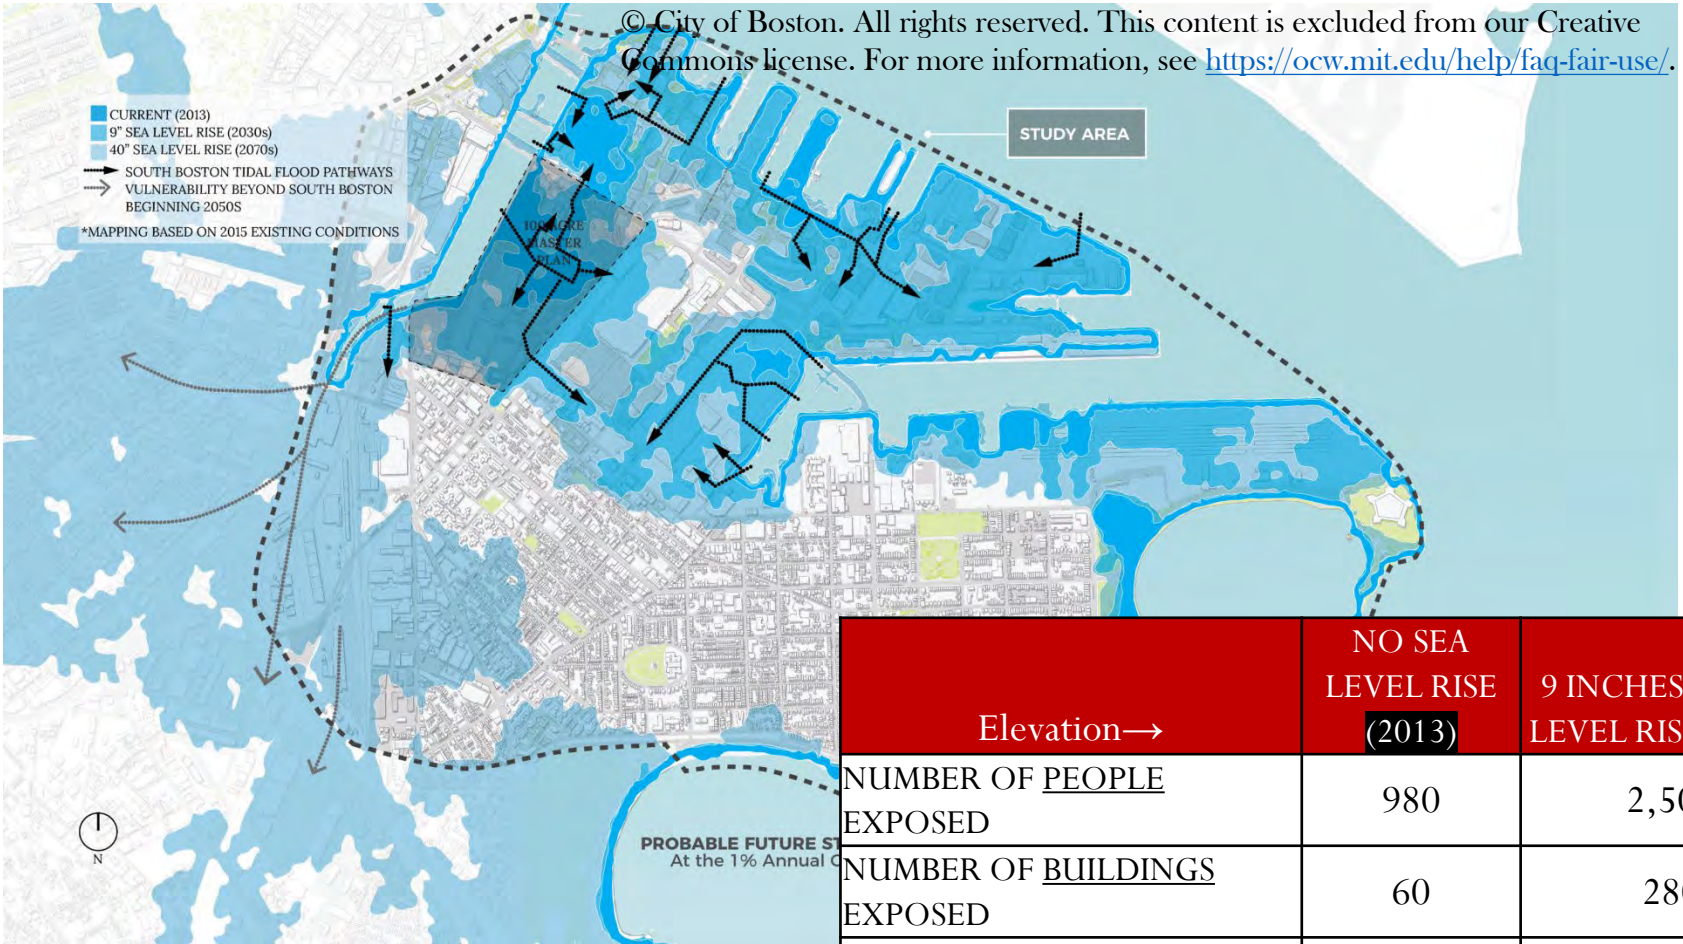 © City of Boston. All rights reserved. This content is excluded from our Creative
Commons license. For more information, see https://ocw.mit.edu/help/faq-fair-use/.
CURRENT (2013)
9" SEA LEVEL RISE (2030s)
40" SEA LEVEL RISE (2070s)
SOUTH BOSTON TIDAL FLOOD PATHWAYS
VULNERABILITY BEYOND SOUTH BOSTON
BEGINNING 2050S
*MAPPING BASED ON 2015 EXISTING CONDITIONS
STUDY AREA
100 ACRE
MASTER
PLAN
N
PROBABLE FUTURE
At the 1% Annual
Elevation→
NO SEA
LEVEL RISE
(2013)
9 INCHES
LEVEL
NUMBER OF PEOPLE
EXPOSED
980
NUMBER OF BUILDINGS
EXPOSED
60